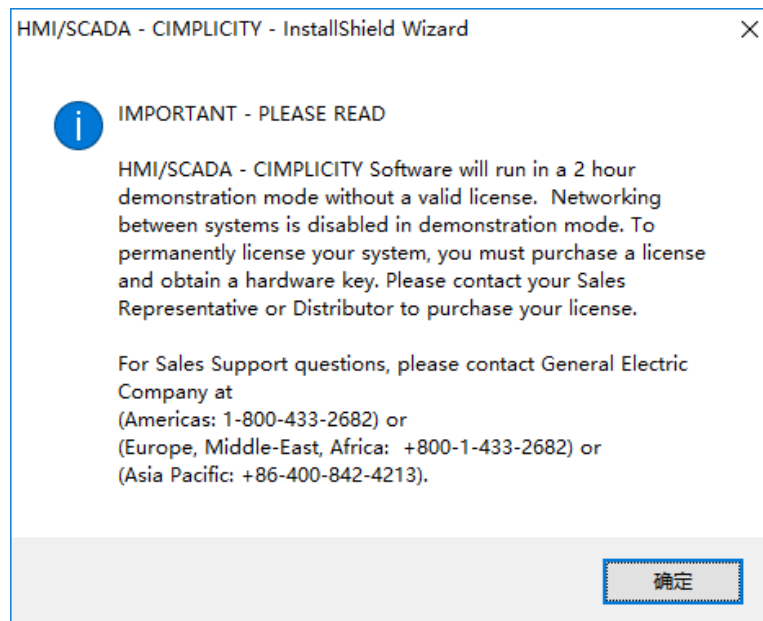 HMI/SCADA - CIMPLICITY - InstallShield Wizard
IMPORTANT - PLEASE READ
HMI/SCADA - CIMPLICITY Software will run in a 2 hour
demonstration mode without a valid license.  Networking
between systems is disabled in demonstration mode. To
permanently license your system, you must purchase a license
and obtain a hardware key. Please contact your Sales
Representative or Distributor to purchase your license.
For Sales Support questions, please contact General Electric
Company at
(Americas: 1-800-433-2682) or
(Europe, Middle-East, Africa:  +800-1-433-2682) or
(Asia Pacific: +86-400-842-4213).
确定